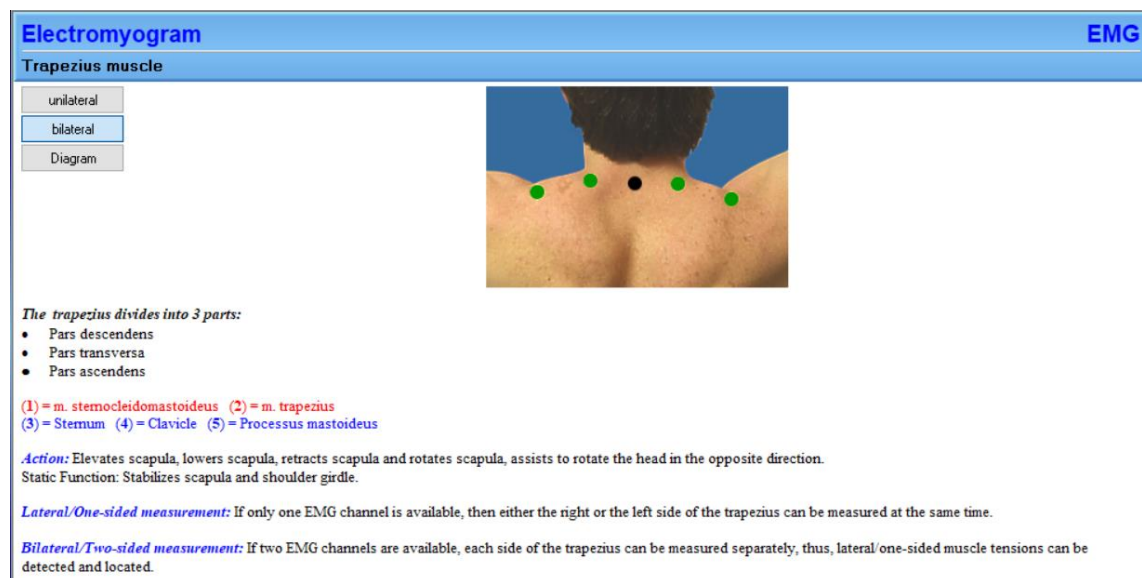 Electromyogram EMG
Trapezius muscle
unilateral
bilateral
Diagram
The trapezius divides into 3 parts:
• Pars descendens
• Pars transversa
• Pars ascendens
(1) = m. sternocleidomastoideus (2) = m. trapezius
(3) = Sternum (4) = Clavicle (5) = Processus mastoideus
Action: Elevates scapula, lowers scapula, retracts scapula and rotates scapula, assists to rotate the head in the opposite direction.
Static Function: Stabilizes scapula and shoulder girdle.
Lateral/One-sided measurement: If only one EMG channel is available, then either the right or the left side of the trapezius can be measured at the same time.
Bilateral/Two-sided measurement: If two EMG channels are available, each side of the trapezius can be measured separately, thus, lateral/one-sided muscle tensions can be
detected and located.